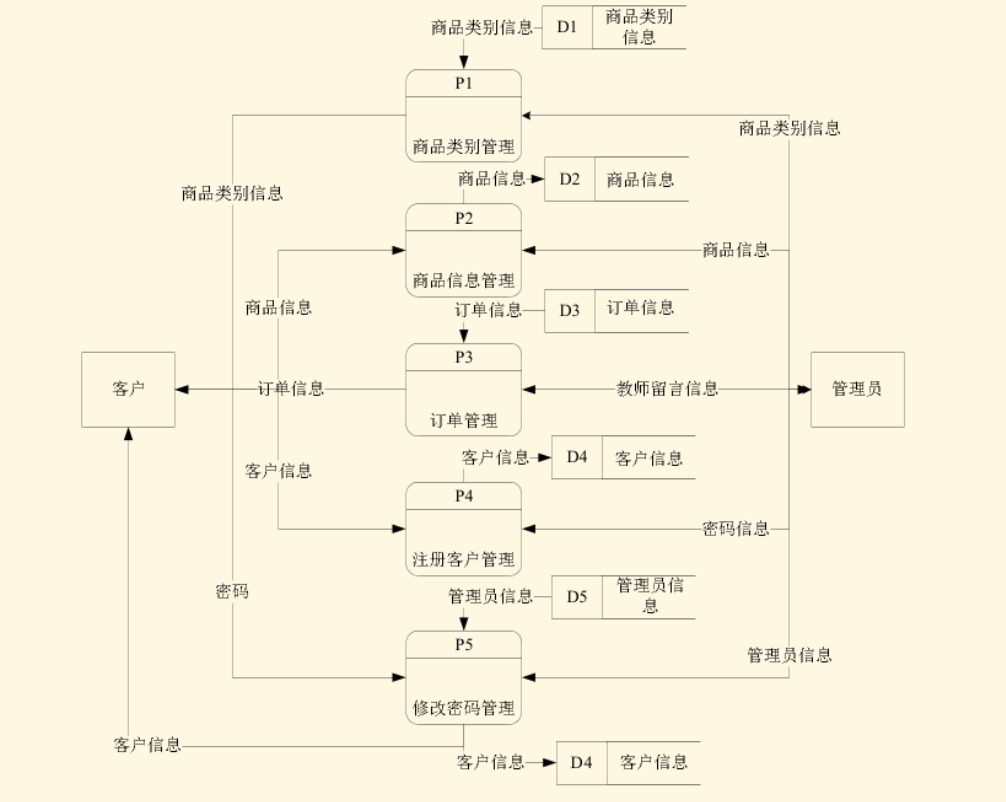 商品类别信息
D1
商品类别
信息
P1
商品类别管理
商品类别信息
商品类别信息
商品信息
D2
商品信息
P2
商品信息管理
商品信息
商品信息
订单信息
D3
订单信息
P3
订单管理
客户
订单信息
教师留言信息
管理员
客户信息
D4
客户信息
客户信息
P4
注册客户管理
密码信息
密码
管理员信息
D5
管理员信
息
P5
修改密码管理
管理员信息
客户信息
客户信息
D4
客户信息